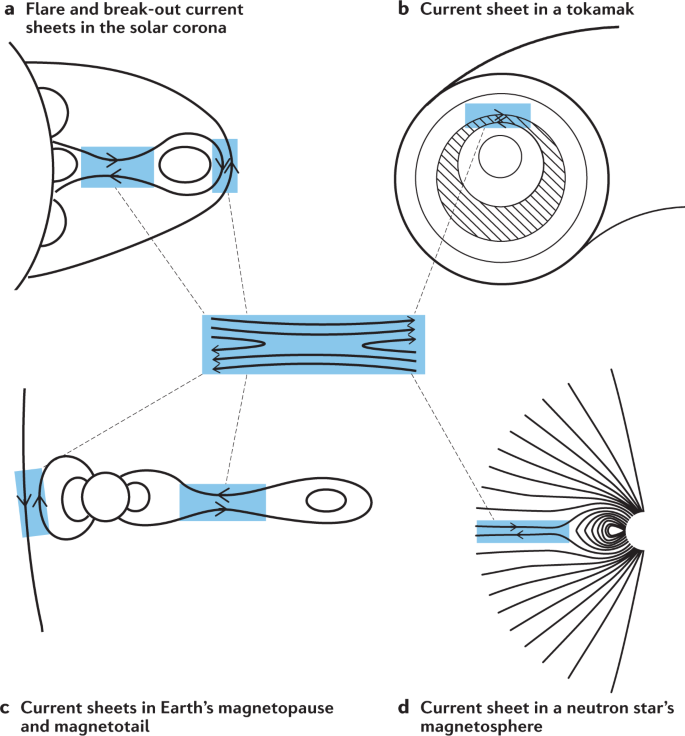 a Flare and break-out current
sheets in the solar corona
b Current sheet in a tokamak
c Current sheets in Earth's magnetopause
and magnetotail
d Current sheet in a neutron star's
magnetosphere